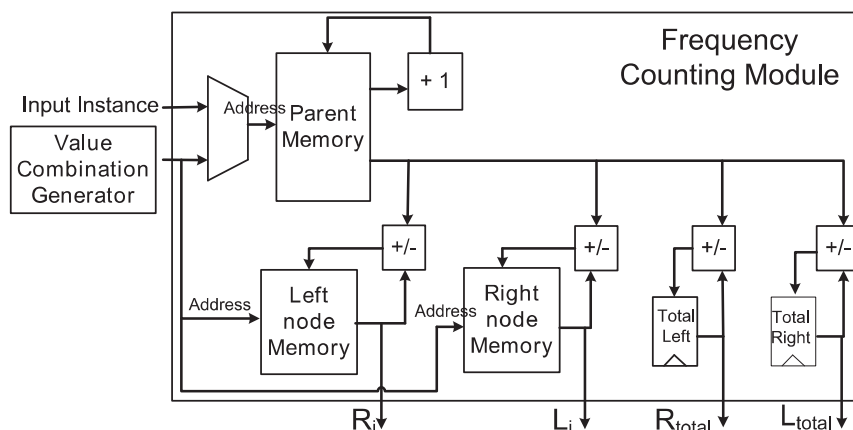 Frequency
Counting Module
+ 1
Input Instance
Address
Parent
Memory
Value
Combination
Generator
+/-
+/-
+/-
+/-
Address
Left
node
Memory
Address
Right
node
Memory
Total
Left
Total
Right
Ri
Li
Rtotal
Ltotal